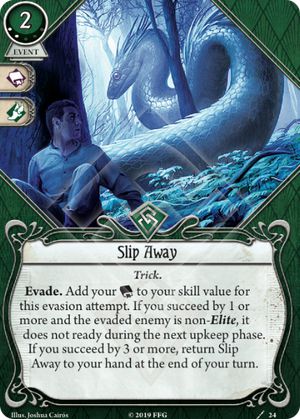 2
EVENT
Slip Away
Trick.
Evade. Add your to your skill value for
this evasion attempt. If you succeed by 1 or
more and the evaded enemy is non-Elite, it
does not ready during the next upkeep phase.
If you succeed by 3 or more, return Slip
Away to your hand at the end of your turn.
Illus. Joshua Cairós
© 2019 FFG
24